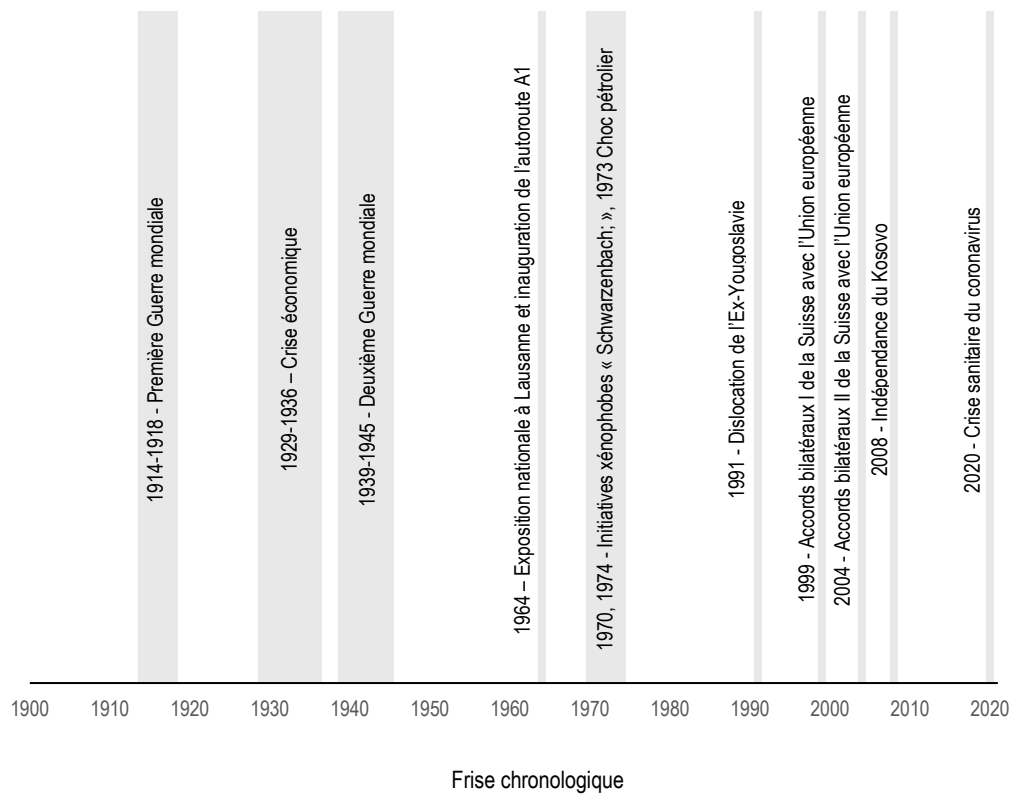 1914-1918 - Première Guerre mondiale
1929-1936 – Crise économique
1939-1945 - Deuxième Guerre mondiale
1964 – Exposition nationale à Lausanne et inauguration de l'autoroute A1
1970, 1974 - Initiatives xénophobes « Schwarzenbach; », 1973 Choc pétrolier
1991 - Dislocation de l'Ex-Yougoslavie
1999 - Accords bilatéraux I de la Suisse avec l'Union européenne
2004 - Accords bilatéraux II de la Suisse avec l'Union européenne
2008 - Indépendance du Kosovo
2020 - Crise sanitaire du coronavirus
1900 1910 1920 1930 1940 1950 1960 1970 1980 1990 2000 2010 2020
Frise chronologique